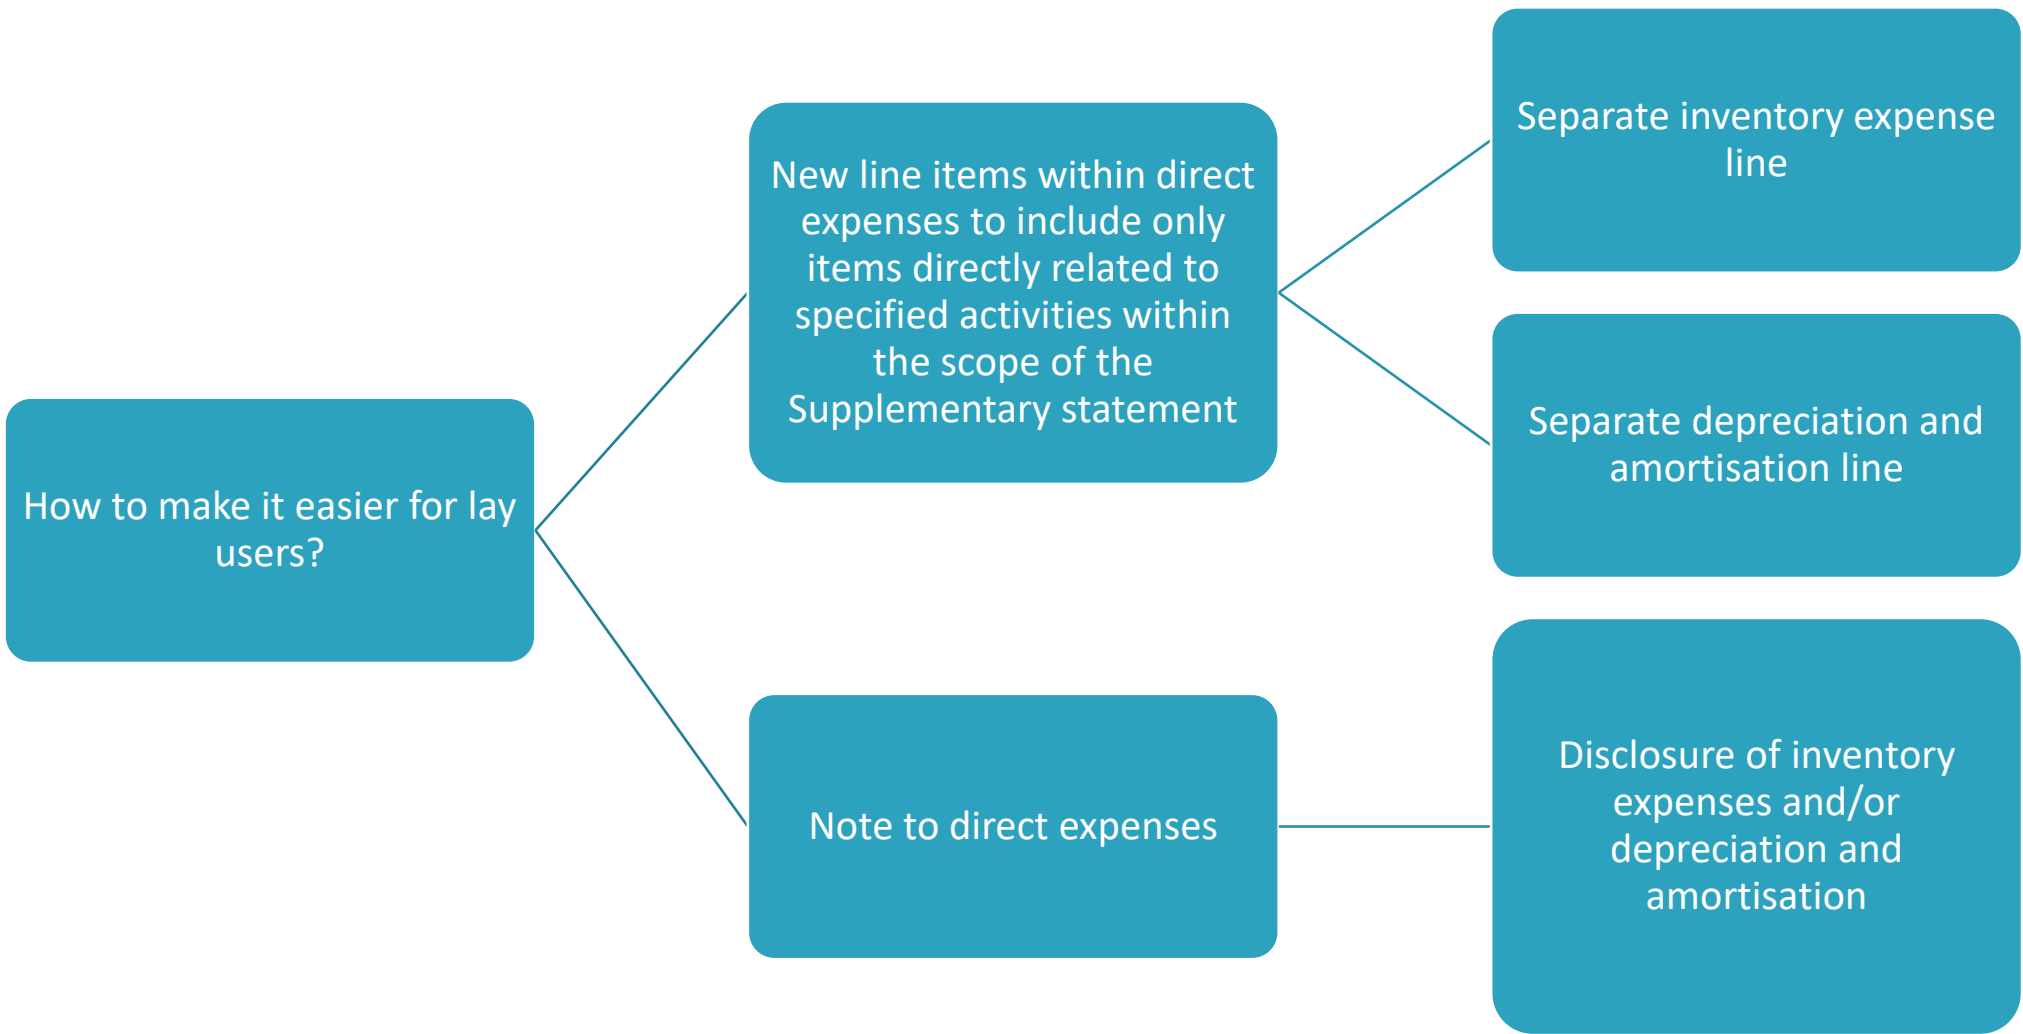 How to make it easier for lay
users?
New line items within direct
expenses to include only
items directly related to
specified activities within
the scope of the
Supplementary statement
Separate inventory expense
line
Separate depreciation and
amortisation line
Note to direct expenses
Disclosure of inventory
expenses and/or
depreciation and
amortisation